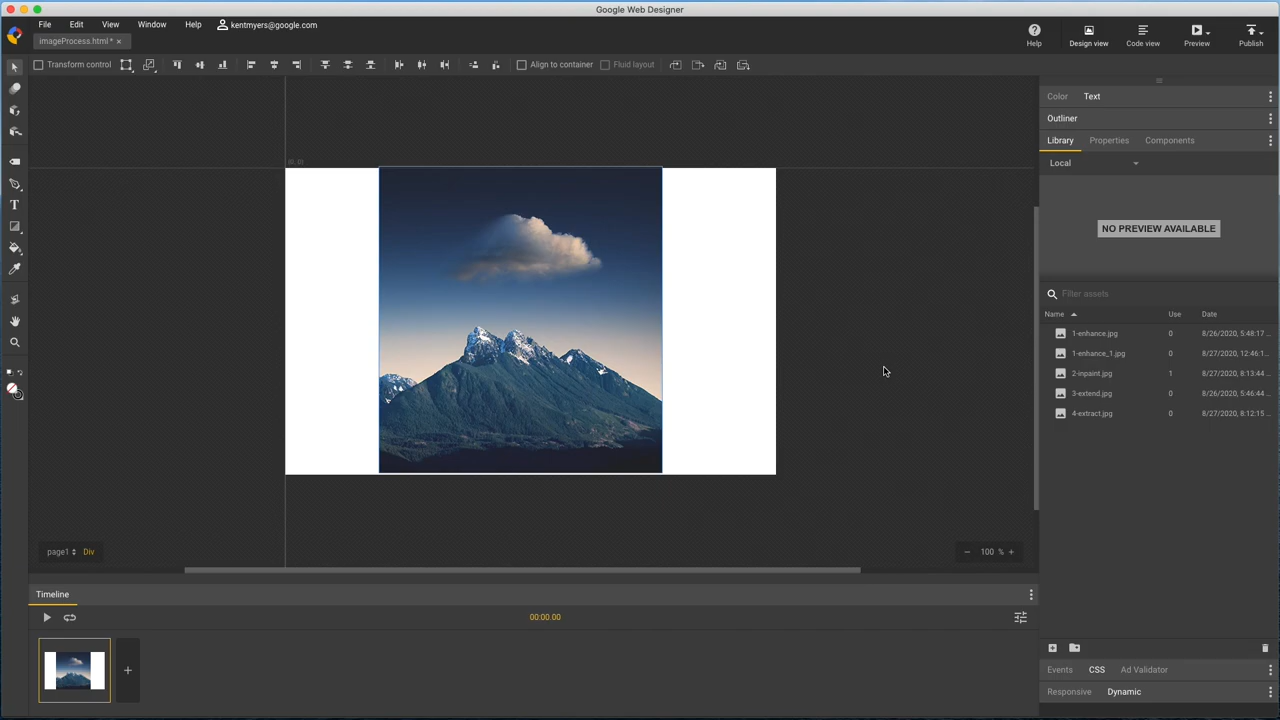 Google Web Designer
File Edit View Window Help kentmyers@google.com
imageProcess.html* ×
Help Design view Code view Preview Publish
Transform control Align to container Fluid layout
Color Text
Outliner
Library Properties Components
Local
(0, 0)
NO PREVIEW AVAILABLE
Filter assets
Name Use Date
1-enhance.jpg 0 8/26/2020, 5:48:17 ...
1-enhance_1.jpg 0 8/27/2020, 12:46:1...
2-inpaint.jpg 1 8/27/2020, 8:13:44 ...
3-extend.jpg 0 8/26/2020, 5:46:44 ...
4-extract.jpg 0 8/27/2020, 8:12:15 ...
page1 Div
− 100 % +
Timeline
00:00.00
Events CSS Ad Validator
Responsive Dynamic